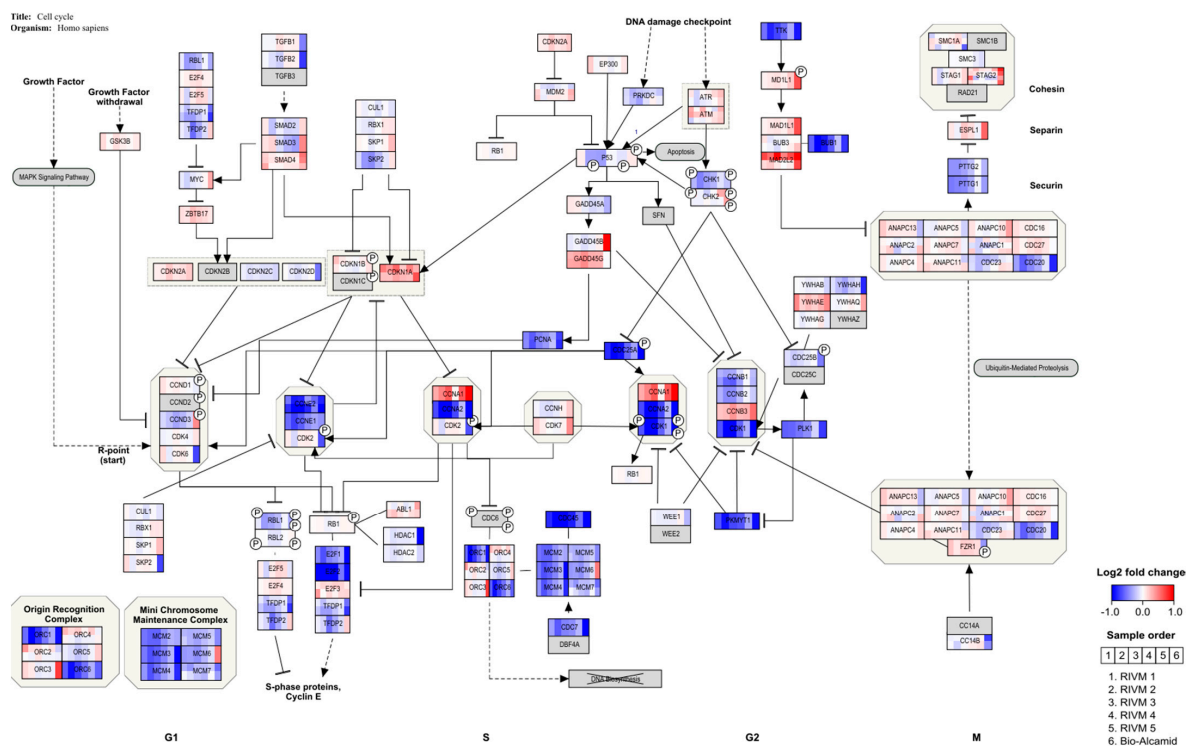 Title: Cell cycle
Organism: Homo sapiens
Growth Factor
Growth Factor
withdrawal
GSK3B
MAPK Signaling Pathway
RBL1
E2F4
E2F5
TFDP1
TFDP2
MYC
ZBTB17
TGFB1
TGFB2
TGFB3
SMAD2
SMAD3
SMAD4
CUL1
RBX1
SKP1
SKP2
CDKN2A
MDM2
RB1
EP300
DNA damage checkpoint
PRKDC
ATR
ATM
1
P53
P
P
P
Apoptosis
CHK1
CHK2
P
P
P
P
P
GADD45A
SFN
GADD45B
GADD45G
TTK
MD1L1
P
MAD1L1
BUB3
MAD2L2
BUB1
SMC1A
SMC1B
SMC3
STAG1
STAG2
RAD21
Cohesin
ESPL1
Separin
PTTG2
PTTG1
Securin
ANAPC13
ANAPC5
ANAPC10
CDC16
ANAPC2
ANAPC7
ANAPC1
CDC27
ANAPC4
ANAPC11
CDC23
CDC20
CDKN2A
CDKN2B
CDKN2C
CDKN2D
CDKN1B
P
CDKN1C
P
CDKN1A
YWHAB
YWHAH
YWHAE
YWHAQ
YWHAG
YWHAZ
PCNA
CDC25A
P
CDC25B
P
CDC25C
Ubiquitin-Mediated Proteolysis
CCND1
P
CCND2
CCND3
P
CDK4
CDK6
R-point
(start)
CCNE2
CCNE1
CDK2
P
CCNA1
CCNA2
CDK2
P
CCNH
CDK7
CCNA1
CCNA2
CDK1
P
P
P
RB1
CCNB1
CCNB2
CCNB3
CDK1
PLK1
CUL1
RBX1
SKP1
SKP2
RBL1
RBL2
P
P
P
P
RB1
P
P
ABL1
HDAC1
HDAC2
CDC6
P
P
P
CDC45
WEE1
WEE2
PKMYT1
E2F5
E2F4
TFDP1
TFDP2
E2F1
E2F2
E2F3
TFDP1
TFDP2
ORC1
ORC4
ORC2
ORC5
ORC3
ORC6
MCM2
MCM5
MCM3
MCM6
MCM4
MCM7
CDC7
DBF4A
DNA Biosynthesis
ANAPC13
ANAPC5
ANAPC10
CDC16
ANAPC2
ANAPC7
ANAPC1
CDC27
ANAPC4
ANAPC11
CDC23
CDC20
FZR1
P
CC14A
CC14B
Origin Recognition
Complex
ORC1
ORC4
ORC2
ORC5
ORC3
ORC6
Mini Chromosome
Maintenance Complex
MCM2
MCM5
MCM3
MCM6
MCM4
MCM7
S-phase proteins,
Cyclin E
Log2 fold change
-1.0 0.0 1.0
Sample order
1 2 3 4 5 6
1. RIVM 1
2. RIVM 2
3. RIVM 3
4. RIVM 4
5. RIVM 5
6. Bio-Alcamid
G1
S
G2
M